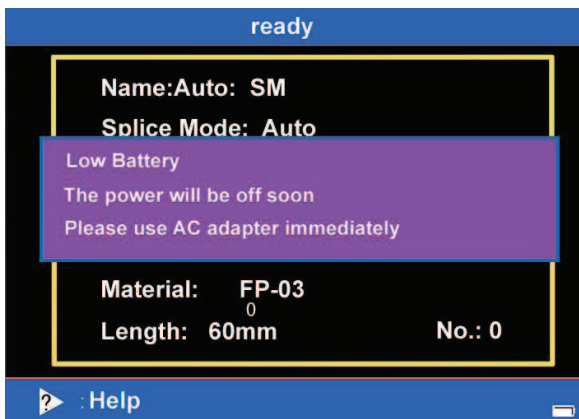 ready
Name:Auto: SM
Splice Mode: Auto
Low Battery
The power will be off soon
Please use AC adapter immediately
Material: FP-03
0
Length: 60mm No.: 0
? :Help